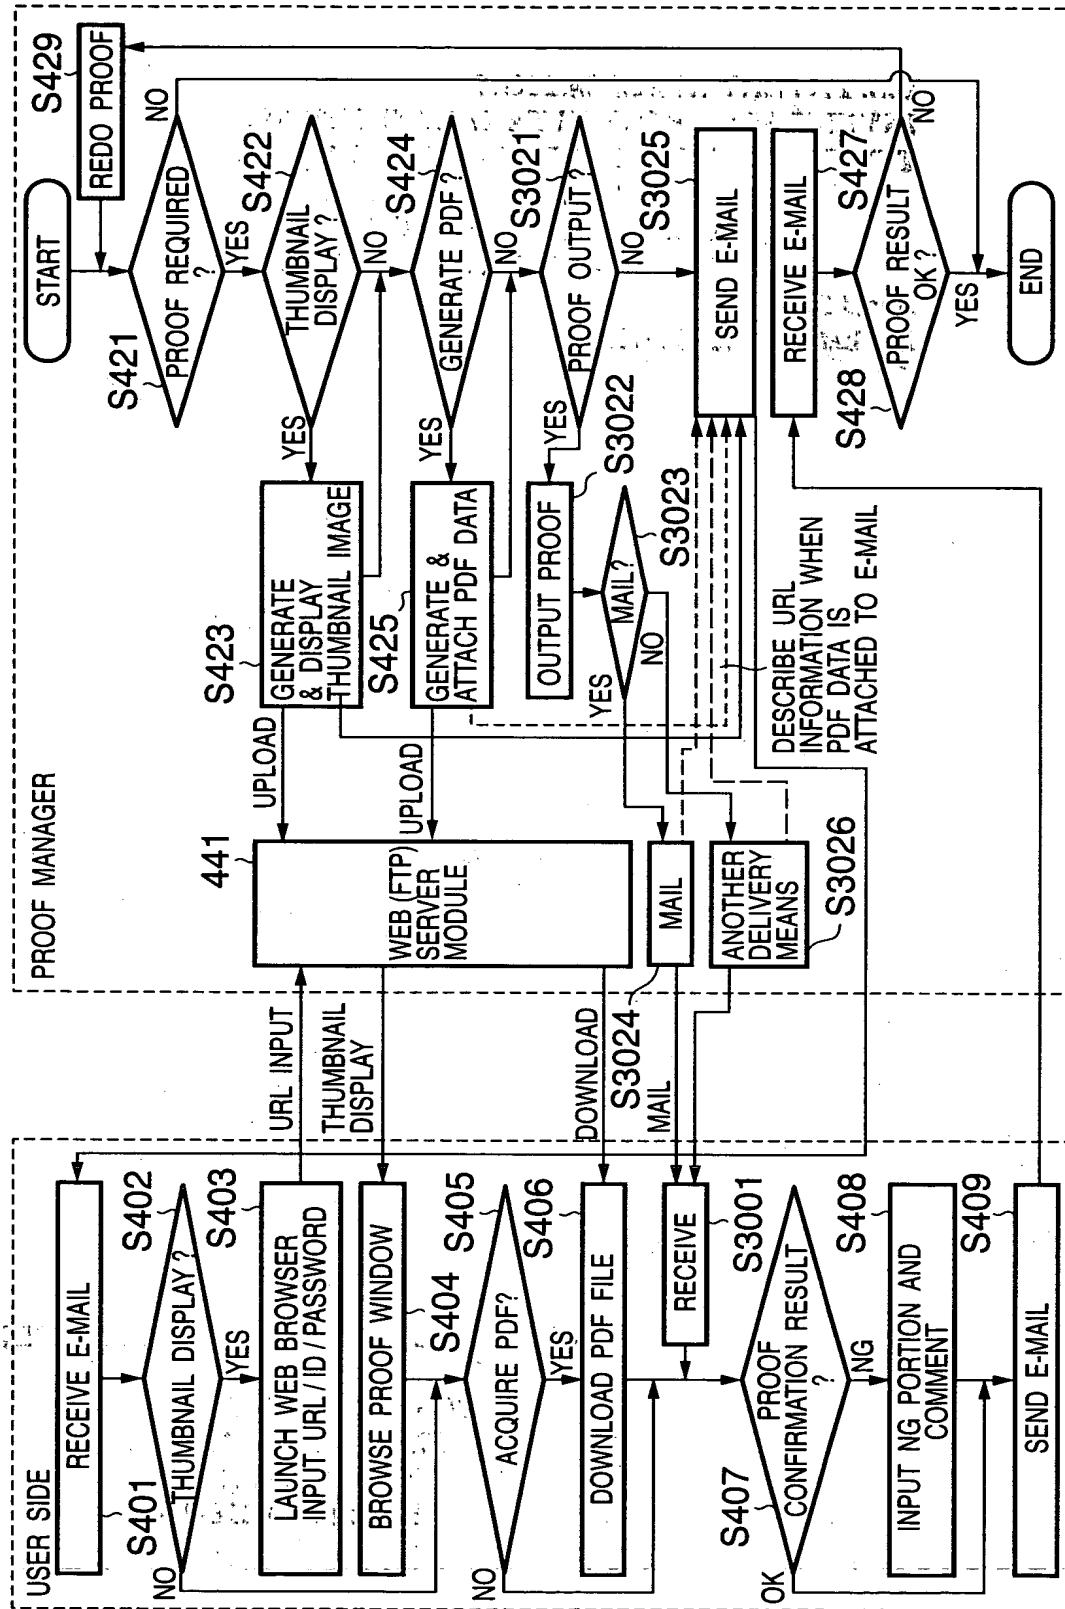 PROOF MANAGER
START
S429
REDO PROOF
S421
PROOF REQUIRED
?
NO
YES
S422
THUMBNAIL
DISPLAY?
YES
NO
S423
GENERATE
& DISPLAY
THUMBNAIL IMAGE
UPLOAD
S424
GENERATE PDF?
YES
NO
S425
GENERATE &
ATTACH PDF DATA
UPLOAD
441
WEB (FTP)
SERVER
MODULE
S3021
PROOF OUTPUT?
YES
NO
S3022
OUTPUT PROOF
S3023
MAIL?
YES
NO
S3024
MAIL
MAIL
S3026
ANOTHER
DELIVERY
MEANS
S3025
SEND E-MAIL
DESCRIBE URL
INFORMATION WHEN
PDF DATA IS
ATTACHED TO E-MAIL
S427
RECEIVE E-MAIL
S428
PROOF RESULT
OK?
NO
YES
END
URL INPUT
THUMBNAIL
DISPLAY
DOWNLOAD
USER SIDE
S401
RECEIVE E-MAIL
S402
THUMBNAIL DISPLAY?
NO
YES
S403
LAUNCH WEB BROWSER
INPUT URL/ID/PASSWORD
S404
BROWSE PROOF WINDOW
S405
ACQUIRE PDF?
NO
YES
S406
DOWNLOAD PDF FILE
S3001
RECEIVE
S407
PROOF
CONFIRMATION RESULT
?
OK
NG
S408
INPUT NG PORTION AND
COMMENT
S409
SEND E-MAIL